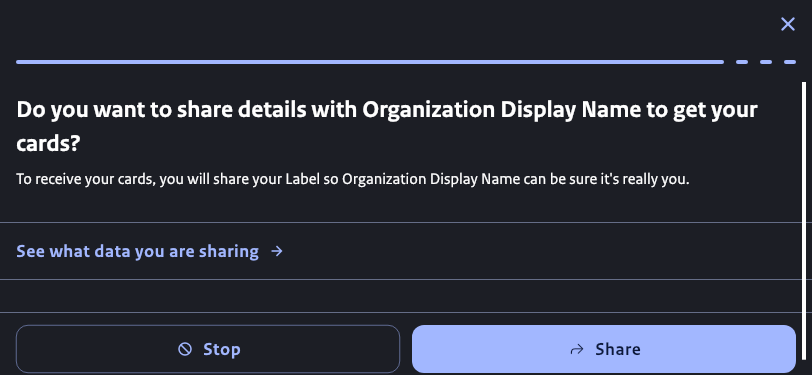 Do you want to share details with Organization Display Name to get your
cards?
To receive your cards, you will share your Label so Organization Display Name can be sure it's really you.
See what data you are sharing
Stop
Share